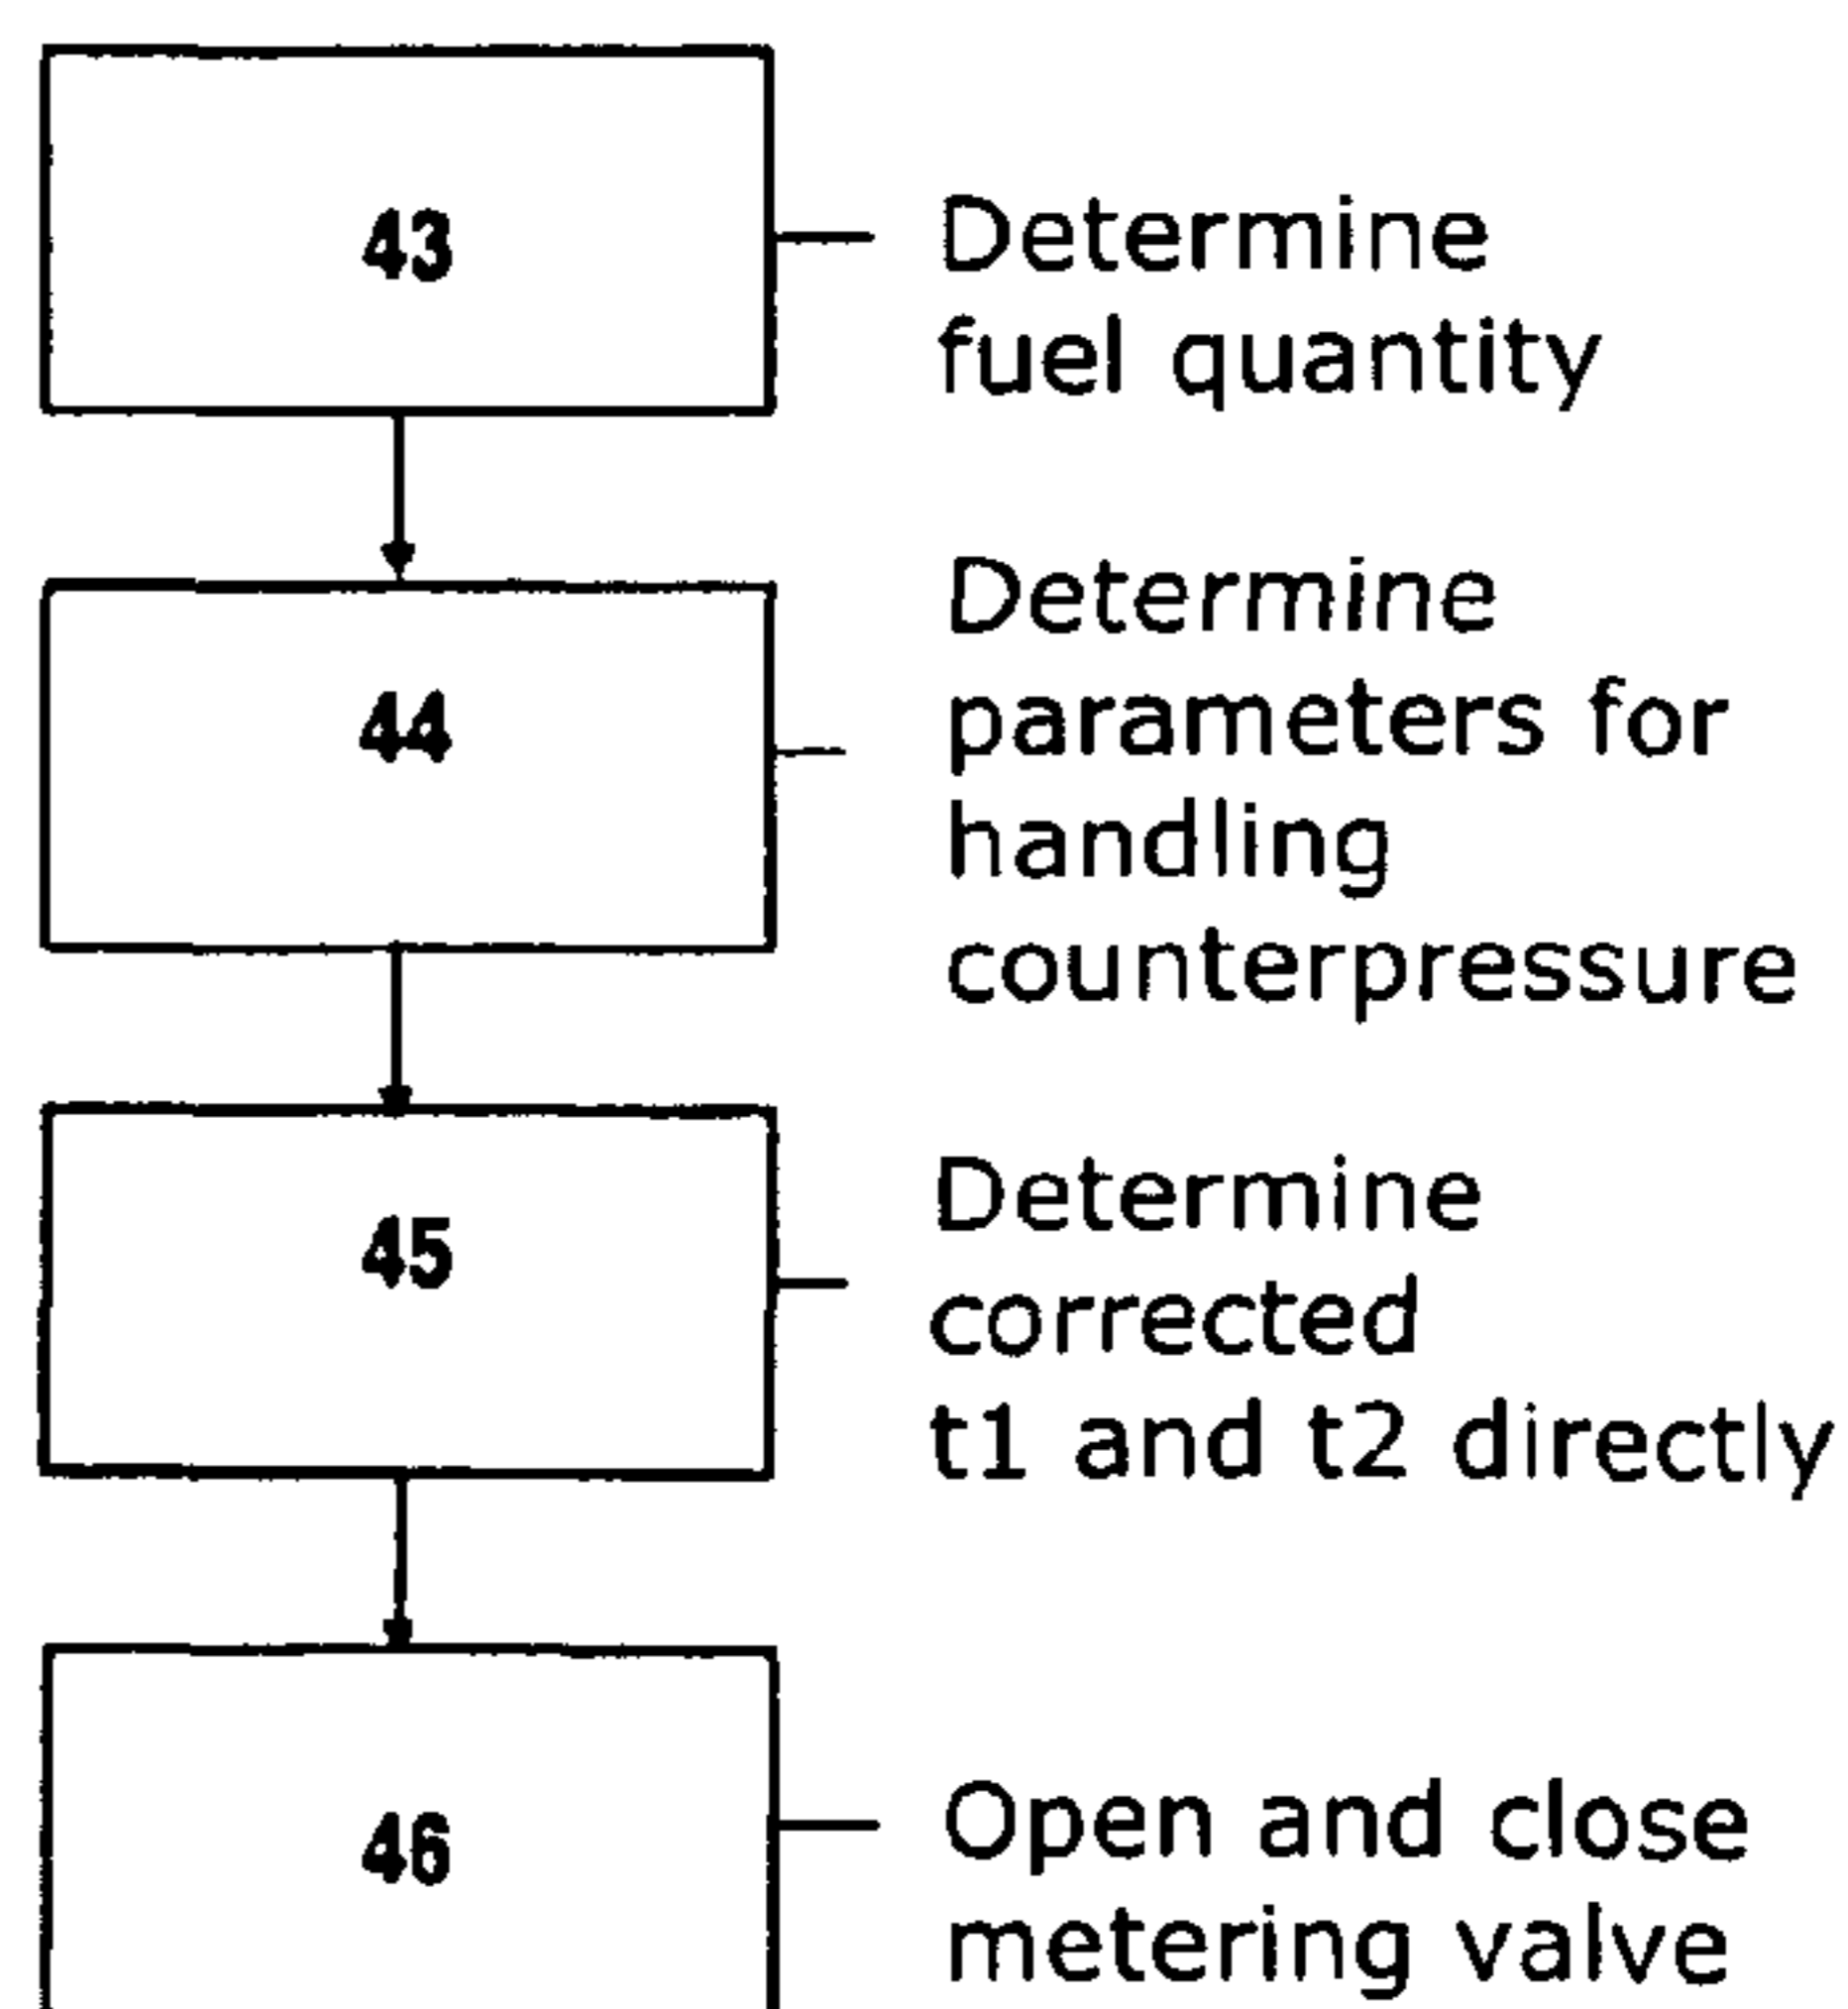 43
Determine
fuel quantity
44
Determine
parameters for
handling
counterpressure
45
Determine
corrected
t1 and t2 directly
46
Open and close
metering valve